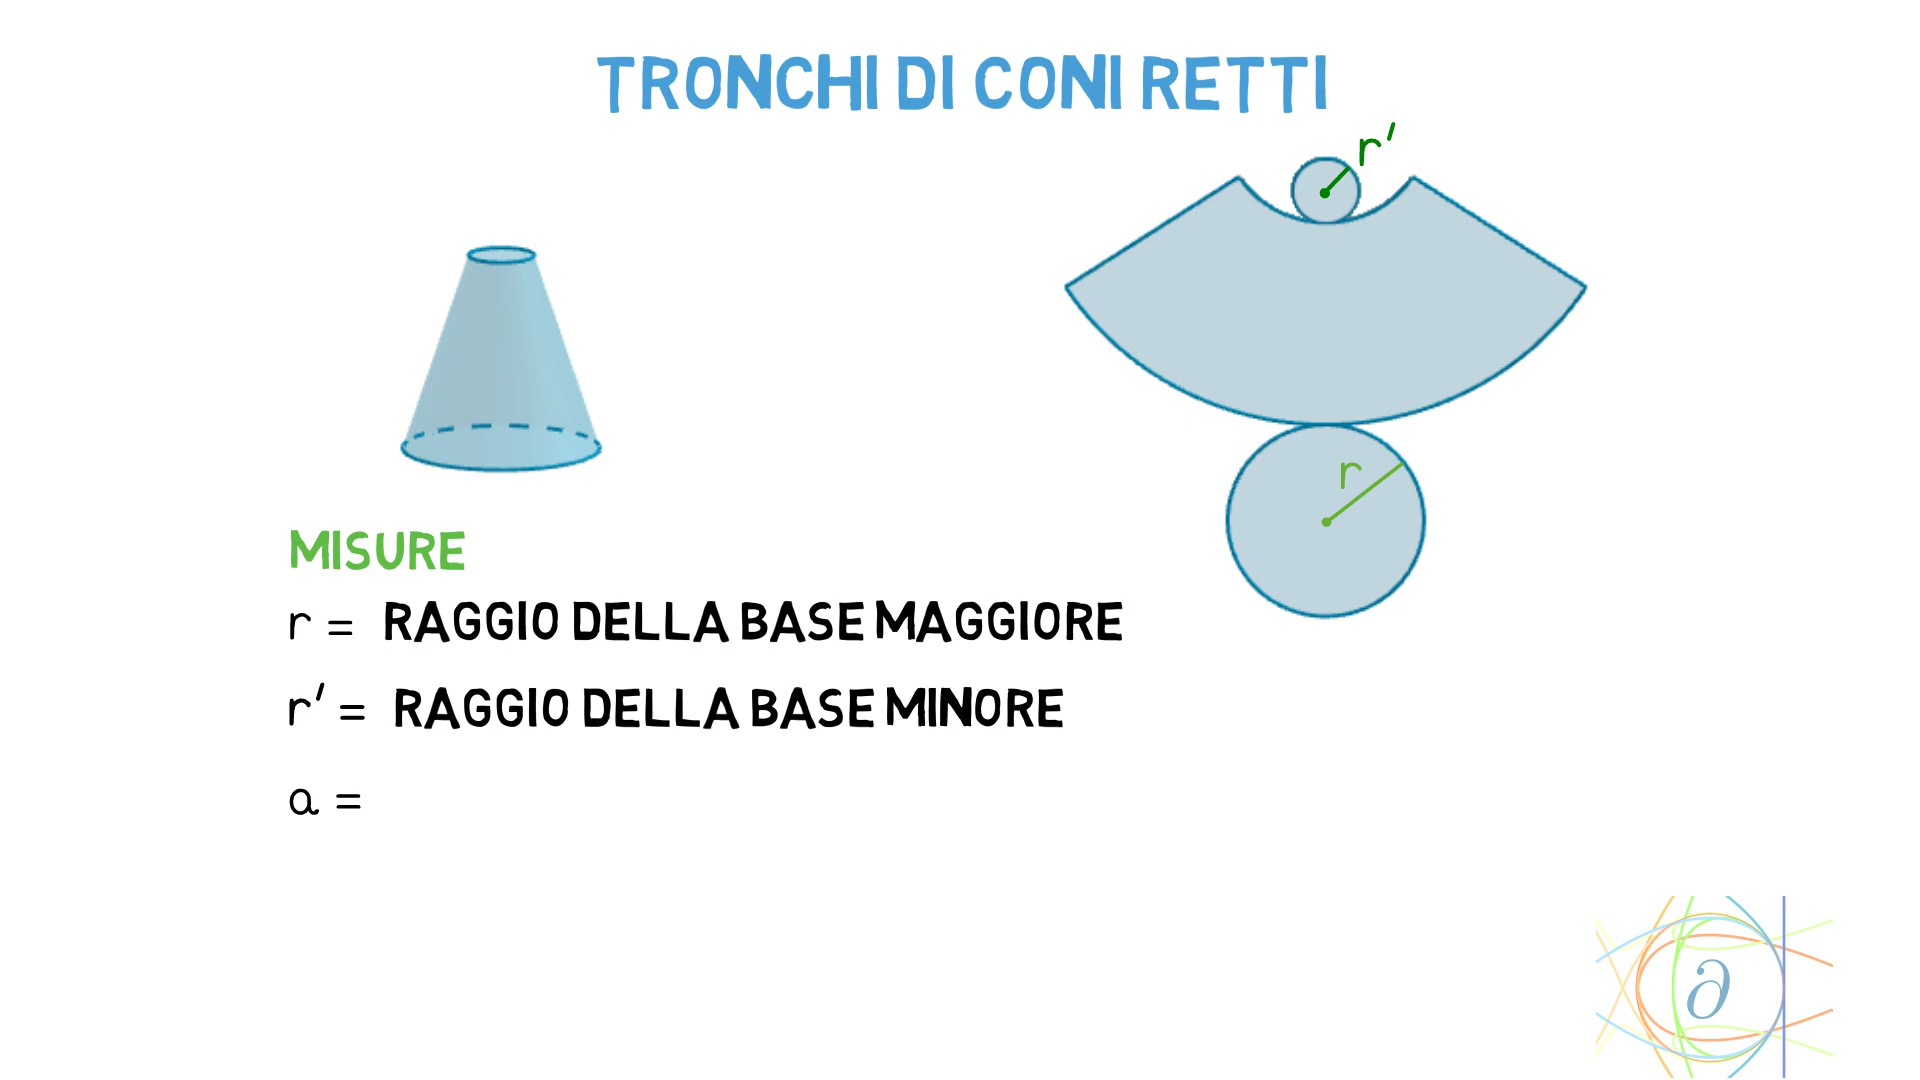 TRONCHI DI CONI RETTI
r'
r
MISURE
r = RAGGIO DELLA BASE MAGGIORE
r' = RAGGIO DELLA BASE MINORE
a =
∂